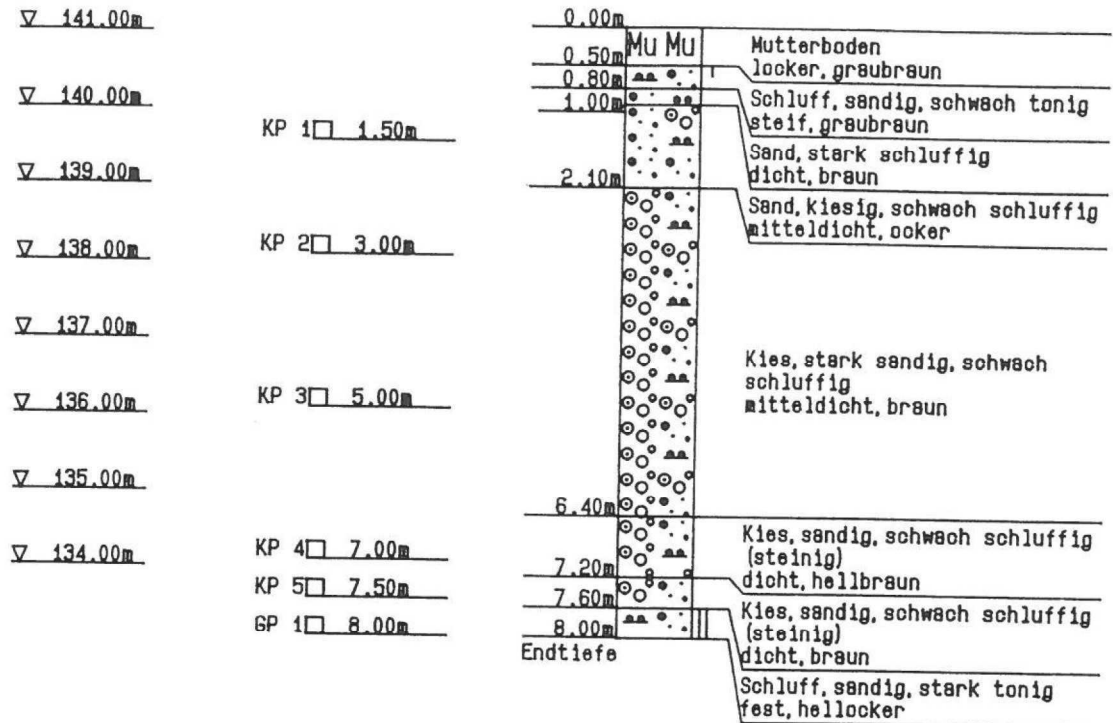 141.00m
140.00m
139.00m
138.00m
137.00m
136.00m
135.00m
134.00m
KP 1 1.50m
KP 2 3.00m
KP 3 5.00m
KP 4 7.00m
KP 5 7.50m
GP 1 8.00m
0.00m
0.50m
0.80m
1.00m
2.10m
6.40m
7.20m
7.60m
8.00m
Endtiefe
Mu Mu
Mutterboden
locker, graubraun
Schluff, sandig, schwach tonig
steif, graubraun
Sand, stark schluffig
dicht, braun
Sand, kiesig, schwach schluffig
mitteldicht, ocker
Kies, stark sandig, schwach
schluffig
mitteldicht, braun
Kies, sandig, schwach schluffig
(steinig)
dicht, hellbraun
Kies, sandig, schwach schluffig
(steinig)
dicht, braun
Schluff, sandig, stark tonig
fest, hellocker